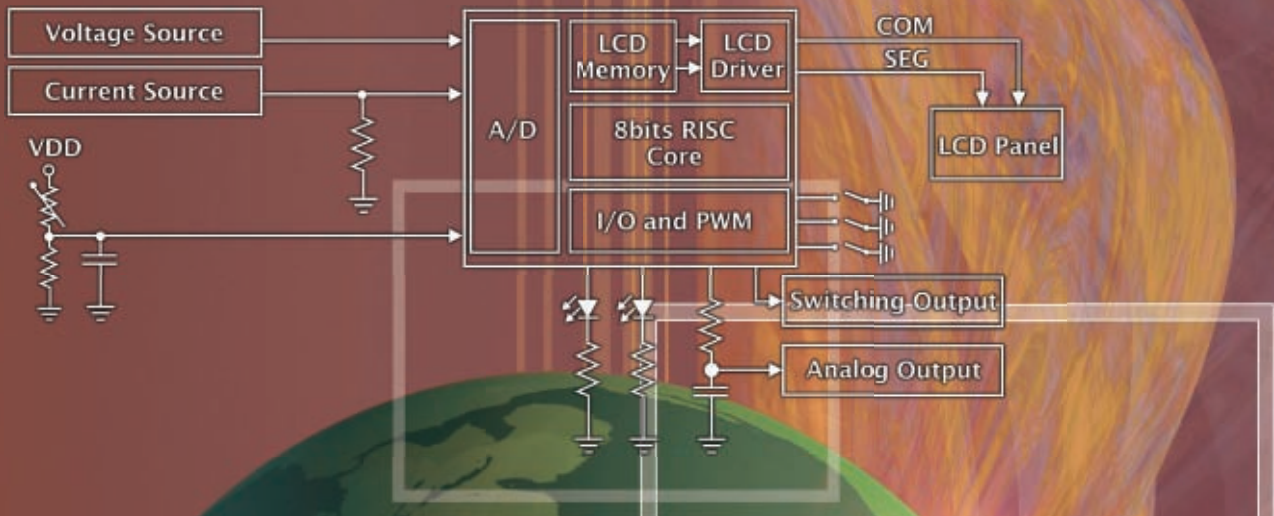 Voltage Source
Current Source
VDD
A/D
LCD
Memory
LCD
Driver
8bits RISC
Core
I/O and PWM
COM
SEG
LCD Panel
Switching Output
Analog Output